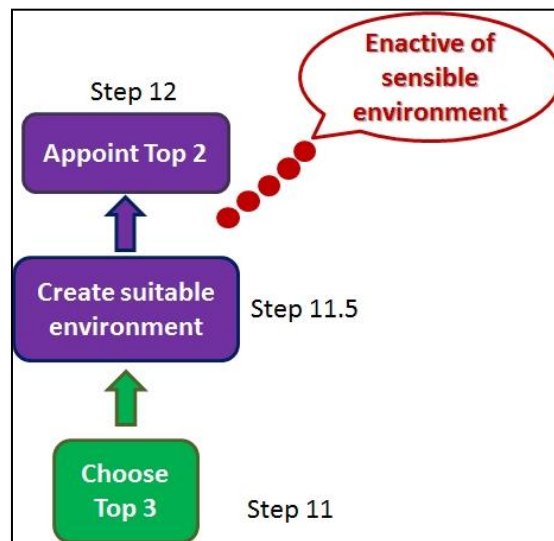 Enactive of
sensible
environment
Step 12
Appoint Top 2
Create suitable
environment
Step 11.5
Choose
Top 3
Step 11